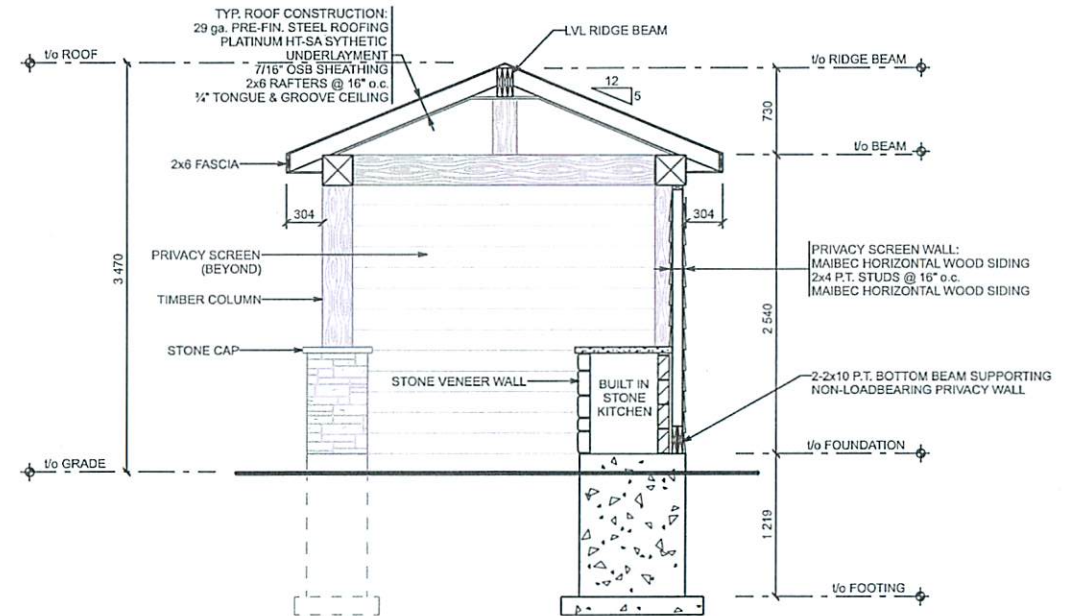 TYP. ROOF CONSTRUCTION:
29 ga. PRE-FIN. STEEL ROOFING
PLATINUM HT-SA SYTHETIC
UNDERLAYMENT
7/16" OSB SHEATHING
2x6 RAFTERS @ 16" o.c.
¾" TONGUE & GROOVE CEILING
LVL RIDGE BEAM
t/o ROOF
t/o RIDGE BEAM
12
5
730
t/o BEAM
2x6 FASCIA
304
304
PRIVACY SCREEN
(BEYOND)
PRIVACY SCREEN WALL:
MAIBEC HORIZONTAL WOOD SIDING
2x4 P.T. STUDS @ 16" o.c.
MAIBEC HORIZONTAL WOOD SIDING
3 470
TIMBER COLUMN
2 540
STONE CAP
STONE VENEER WALL
BUILT IN
STONE
KITCHEN
2-2x10 P.T. BOTTOM BEAM SUPPORTING
NON-LOADBEARING PRIVACY WALL
t/o FOUNDATION
t/o GRADE
1 219
t/o FOOTING